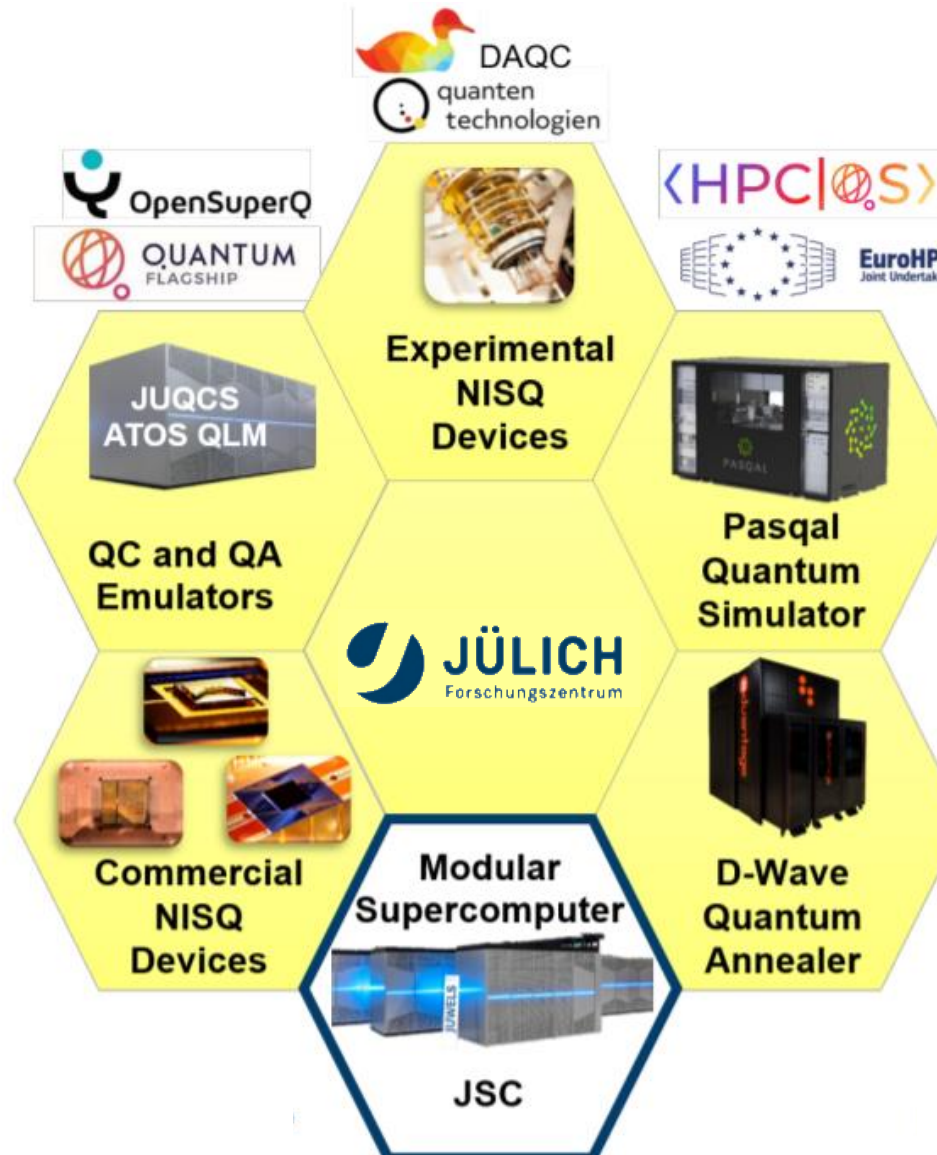 DAQC
quanten
technologien
OpenSuperQ
QUANTUM
FLAGSHIP
<HPC|QS>
EuroHP
Joint Undertak
Experimental
NISQ
Devices
JUQCS
ATOS QLM
QC and QA
Emulators
PASQAL
Pasqal
Quantum
Simulator
JÜLICH
Forschungszentrum
Commercial
NISQ
Devices
Modular
Supercomputer
JUWELS
JSC
D-Wave
Quantum
Annealer